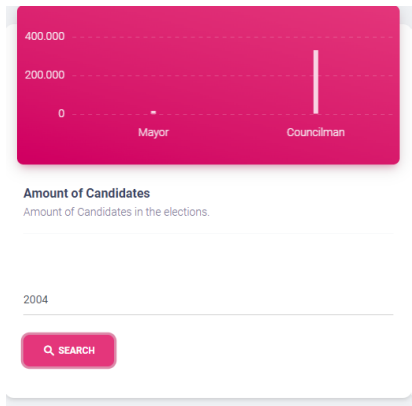 400.000
200.000
0
Mayor Councilman
Amount of Candidates
Amount of Candidates in the elections.
2004
SEARCH